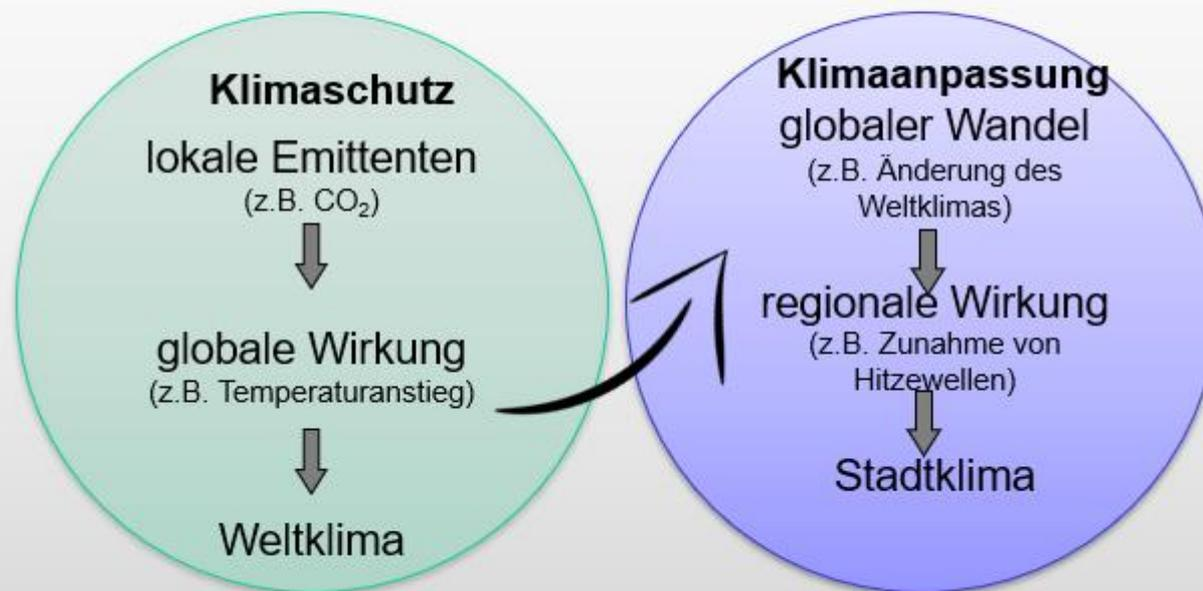 Klimaschutz
lokale Emittenten
(z.B. CO₂)
globale Wirkung
(z.B. Temperaturanstieg)
Weltklima
Klimaanpassung
globaler Wandel
(z.B. Änderung des
Weltklimas)
regionale Wirkung
(z.B. Zunahme von
Hitzewellen)
Stadtklima